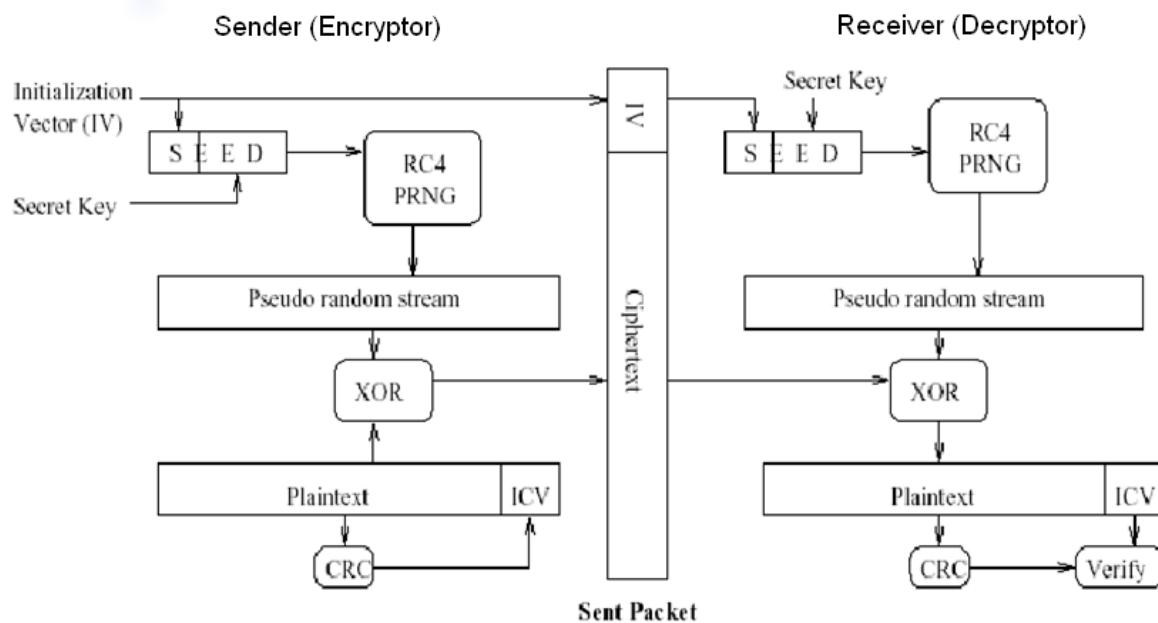 Sender (Encryptor)
Receiver (Decryptor)
Initialization
Vector (IV)
S E E D
Secret Key
RC4
PRNG
Pseudo random stream
XOR
Plaintext
ICV
CRC
IV
Ciphertext
Sent Packet
Secret Key
S E E D
RC4
PRNG
Pseudo random stream
XOR
Plaintext
ICV
CRC
Verify